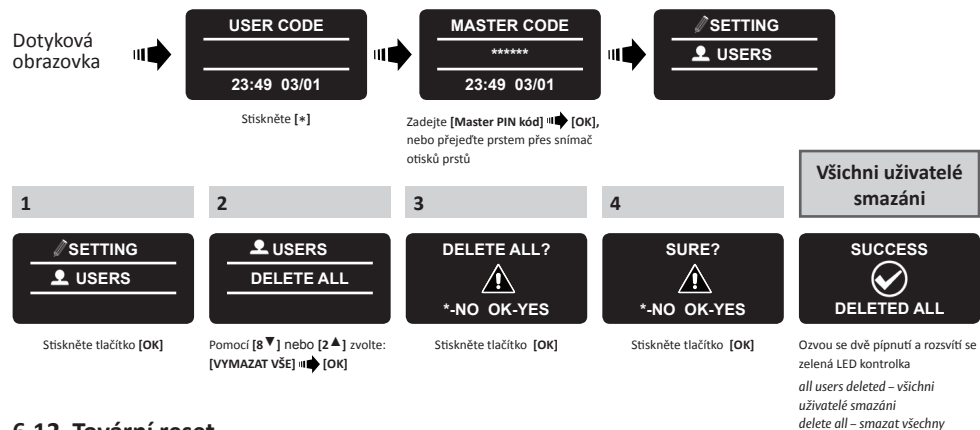 Dotyková
obrazovka
USER CODE
23:49 03/01
Stiskněte [*]
MASTER CODE
******
23:49 03/01
Zadejte [Master PIN kód] [OK],
nebo přejeďte prstem přes snímač
otisků prstů
SETTING
USERS
Všichni uživatelé
smazáni
1
2
3
4
SETTING
USERS
Stiskněte tlačítko [OK]
USERS
DELETE ALL
Pomocí [8▼] nebo [2▲] zvolte:
[VYMAZAT VŠE] [OK]
DELETE ALL?
*-NO OK-YES
Stiskněte tlačítko [OK]
SURE?
*-NO OK-YES
Stiskněte tlačítko [OK]
SUCCESS
DELETED ALL
Ozvou se dvě pípnutí a rozsvítí se
zelená LED kontrolka
all users deleted – všichni
uživatelé smazáni
delete all – smazat všechny
6.12 Tovární reset